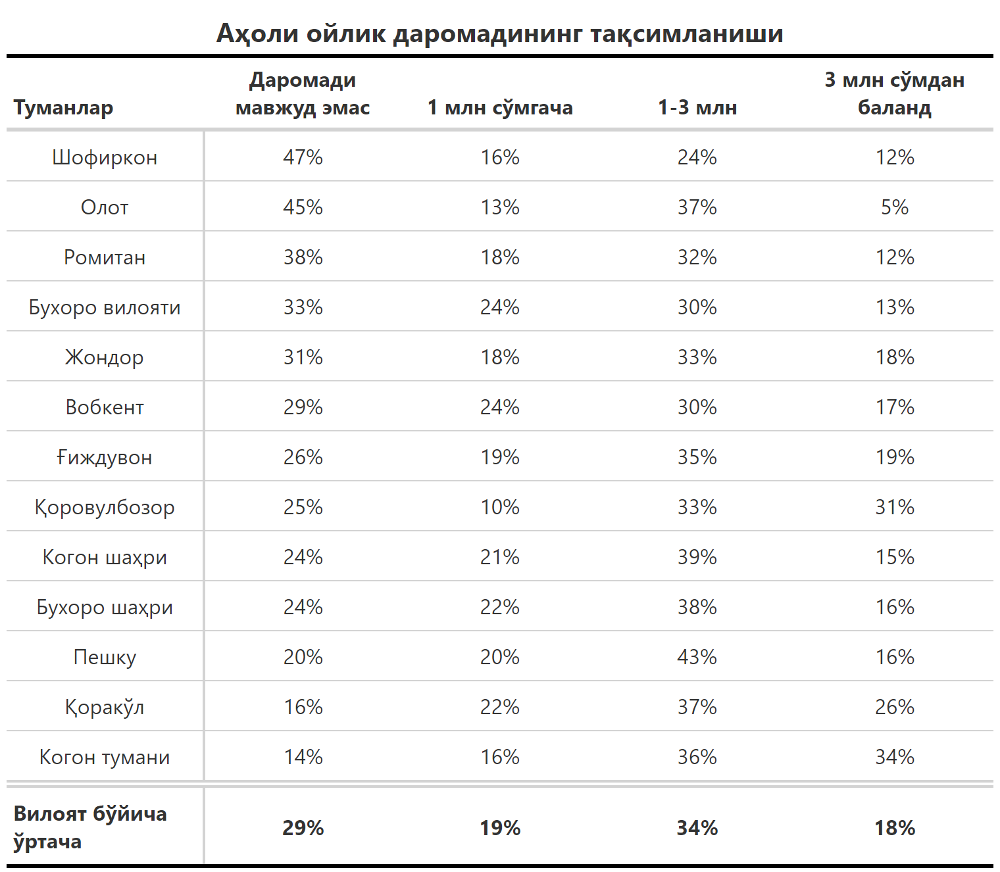 Аҳоли ойлик даромадининг тақсимланиши
Туманлар Даромади мавжуд эмас 1 млн сўмгача 1-3 млн 3 млн сўмдан баланд
Шофиркон 47% 16% 24% 12%
Олот 45% 13% 37% 5%
Ромитан 38% 18% 32% 12%
Бухоро вилояти 33% 24% 30% 13%
Жондор 31% 18% 33% 18%
Вобкент 29% 24% 30% 17%
Ғиждувон 26% 19% 35% 19%
Қоровулбозор 25% 10% 33% 31%
Когон шаҳри 24% 21% 39% 15%
Бухоро шаҳри 24% 22% 38% 16%
Пешку 20% 20% 43% 16%
Қоракўл 16% 22% 37% 26%
Когон тумани 14% 16% 36% 34%
Вилоят бўйича ўртача 29% 19% 34% 18%